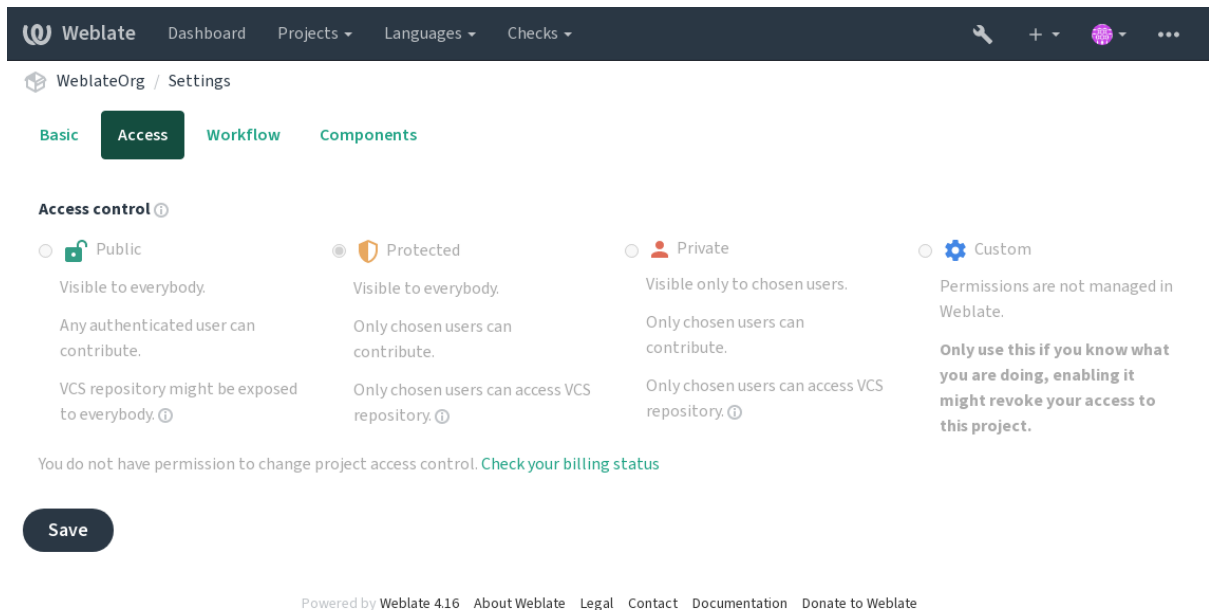 Weblate Dashboard Projects Languages Checks
WeblateOrg / Settings
Basic Access Workflow Components
Access control
Public
Visible to everybody.
Any authenticated user can
contribute.
VCS repository might be exposed
to everybody.
Protected
Visible to everybody.
Only chosen users can
contribute.
Only chosen users can access VCS
repository.
Private
Visible only to chosen users.
Only chosen users can
contribute.
Only chosen users can access VCS
repository.
Custom
Permissions are not managed in
Weblate.
Only use this if you know what
you are doing, enabling it
might revoke your access to
this project.
You do not have permission to change project access control. Check your billing status
Save
Powered by Weblate 4.16 About Weblate Legal Contact Documentation Donate to Weblate